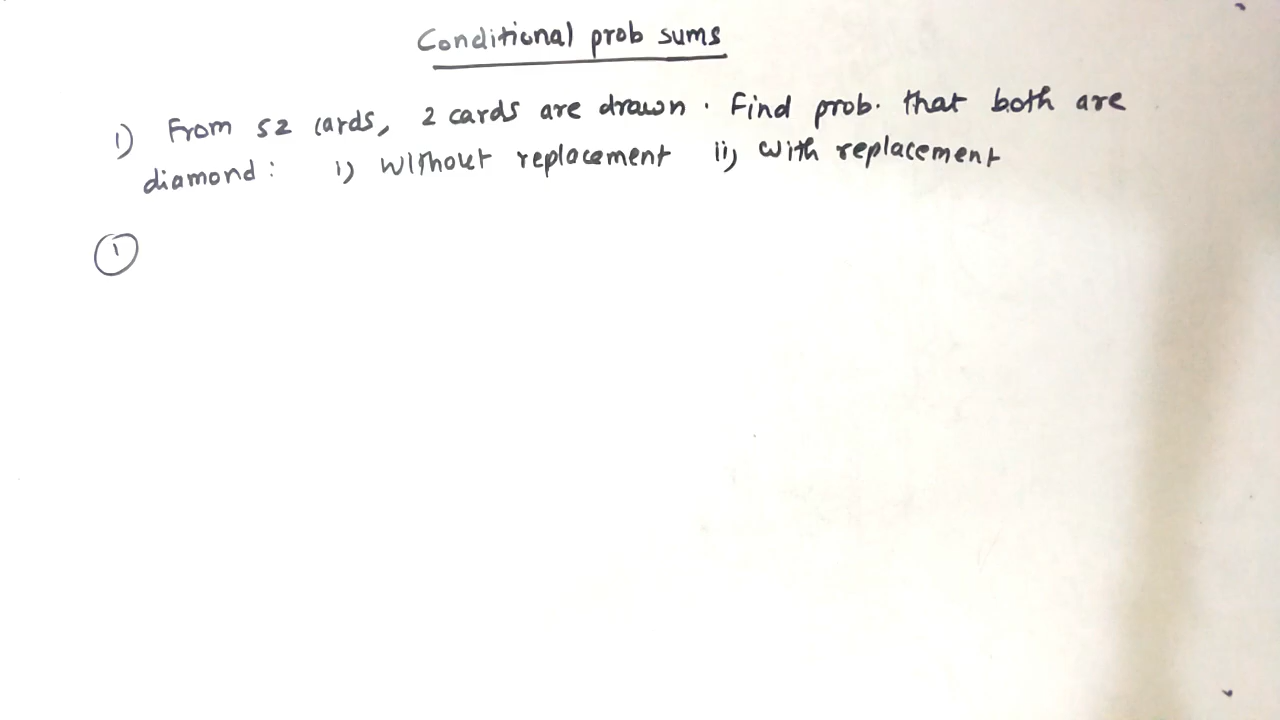 Conditional prob sums
1) From 52 cards, 2 cards are drawn. Find prob. that both are
diamond: i) Without replacement ii) with replacement
1